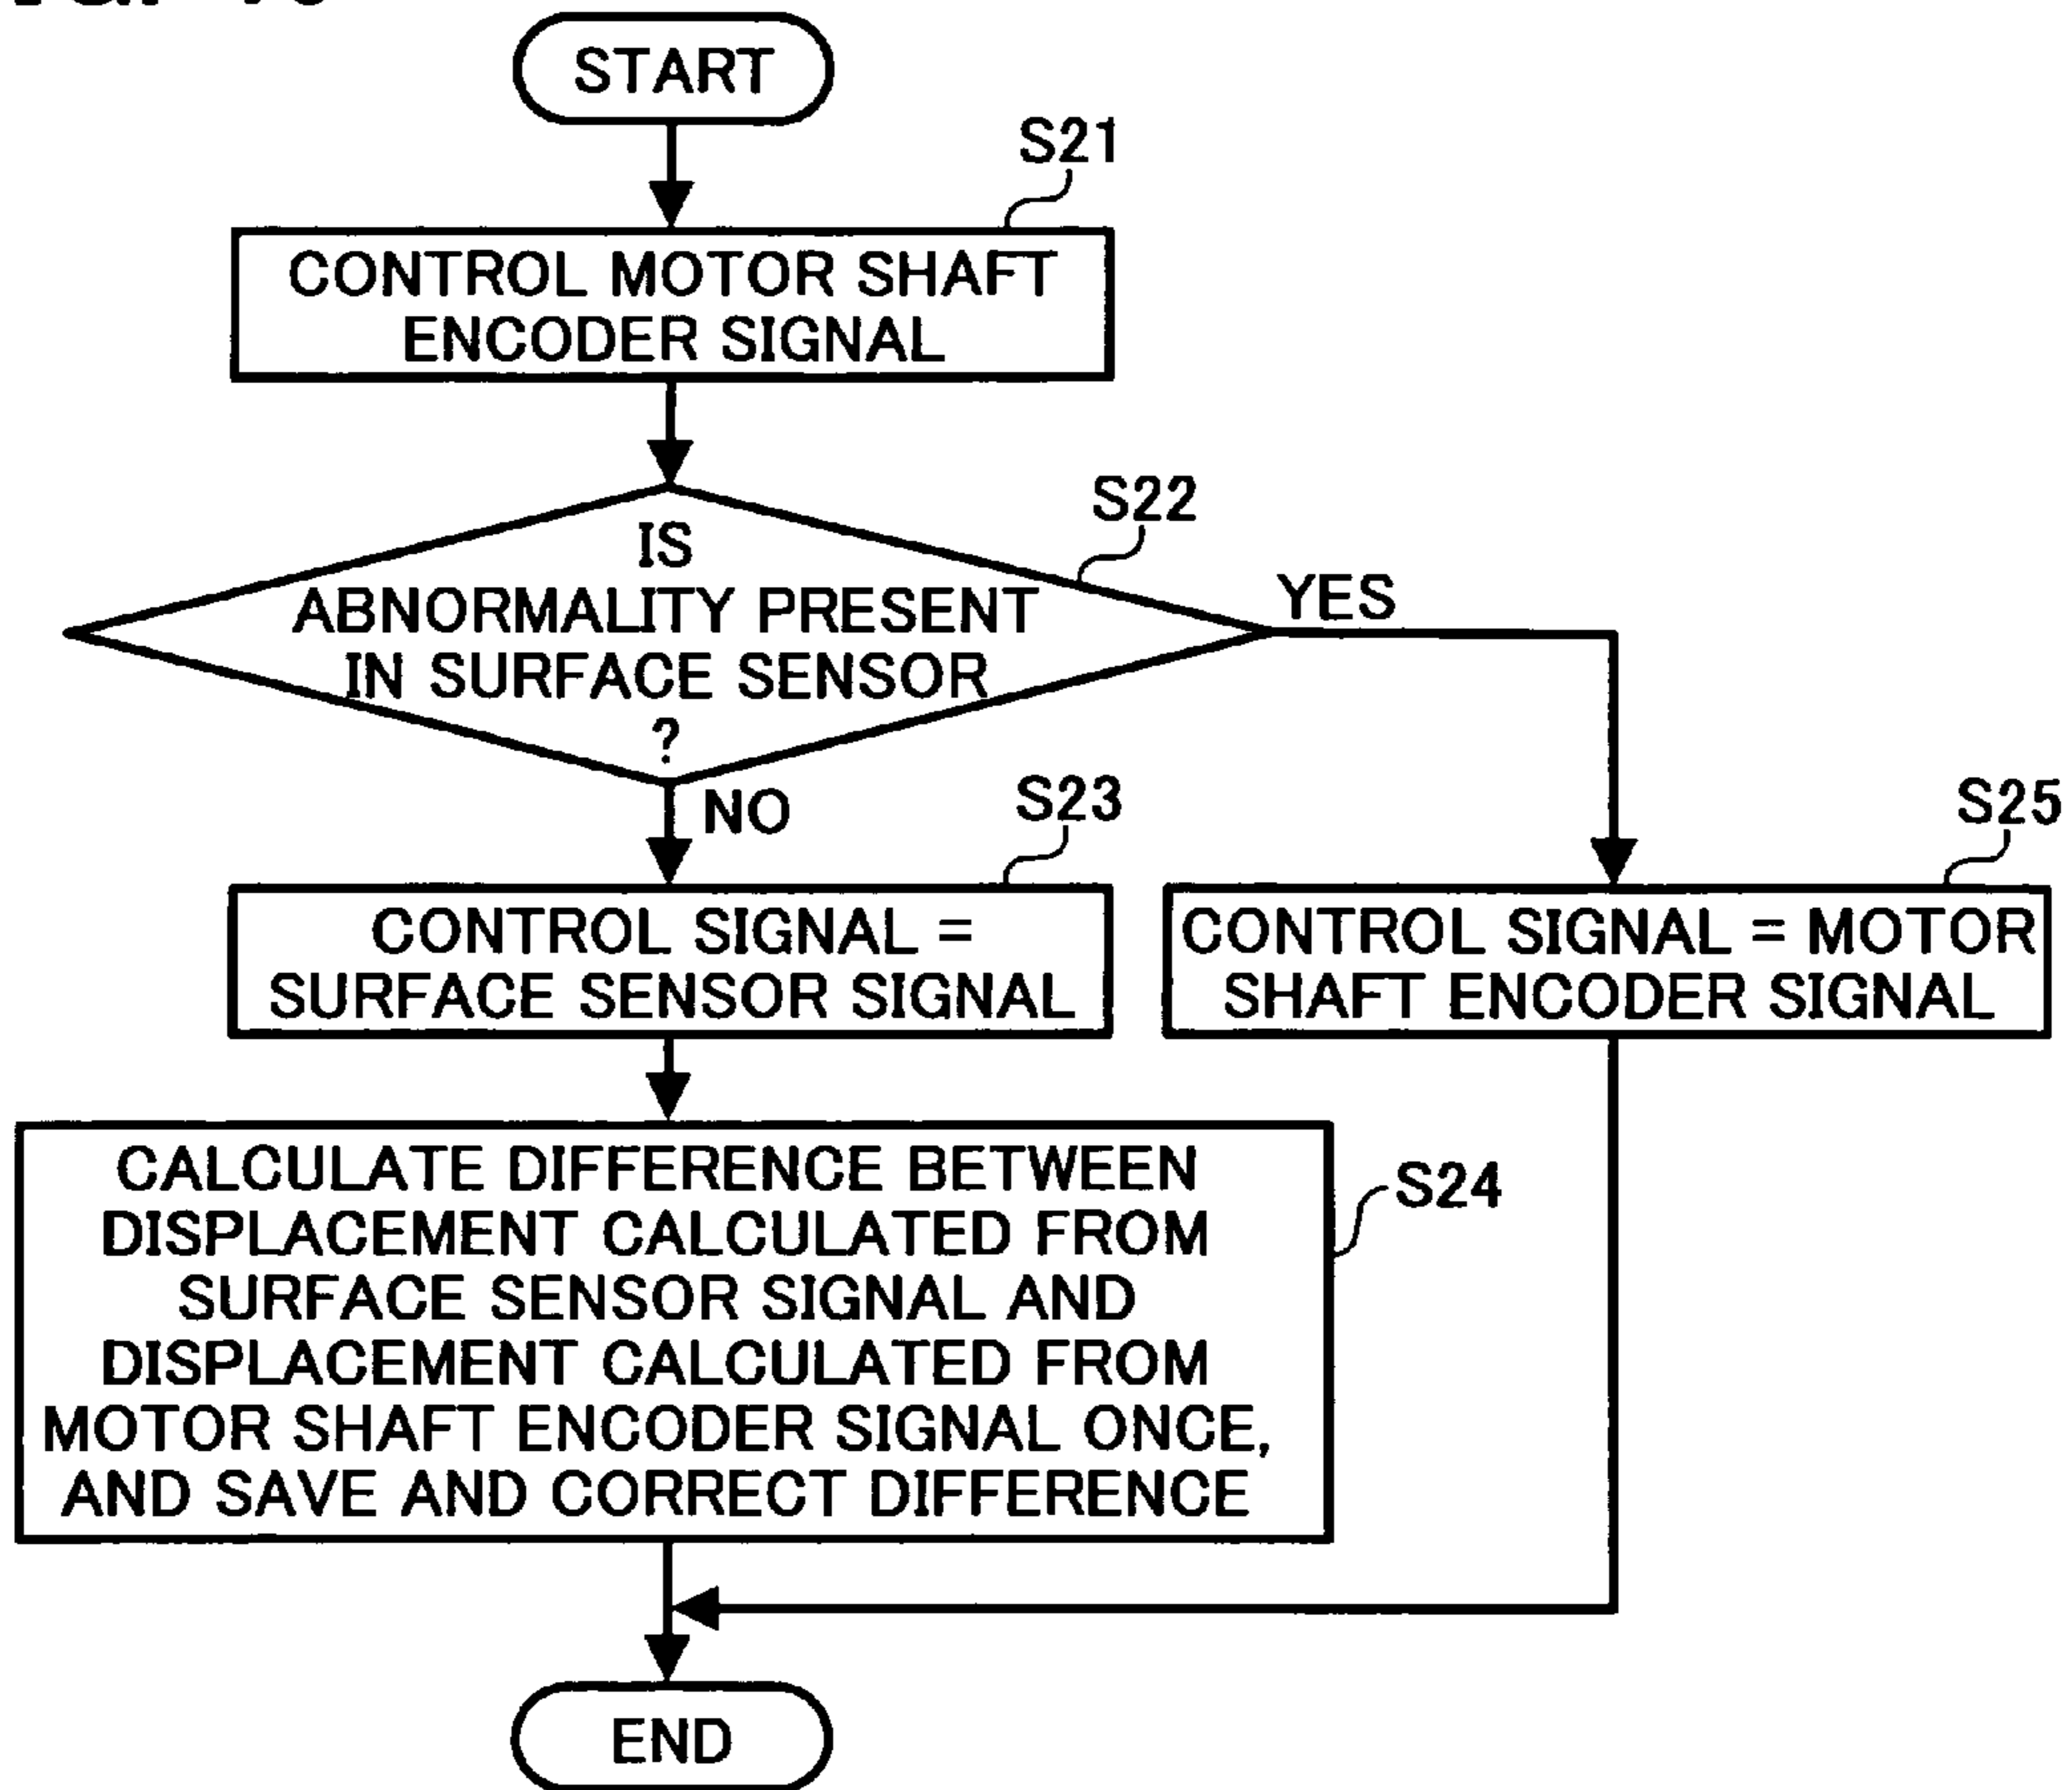 START
S21
CONTROL MOTOR SHAFT
ENCODER SIGNAL
S22
IS
ABNORMALITY PRESENT
IN SURFACE SENSOR
?
YES
NO
S23
CONTROL SIGNAL =
SURFACE SENSOR SIGNAL
S25
CONTROL SIGNAL = MOTOR
SHAFT ENCODER SIGNAL
CALCULATE DIFFERENCE BETWEEN
DISPLACEMENT CALCULATED FROM
SURFACE SENSOR SIGNAL AND
DISPLACEMENT CALCULATED FROM
MOTOR SHAFT ENCODER SIGNAL ONCE,
AND SAVE AND CORRECT DIFFERENCE
S24
END